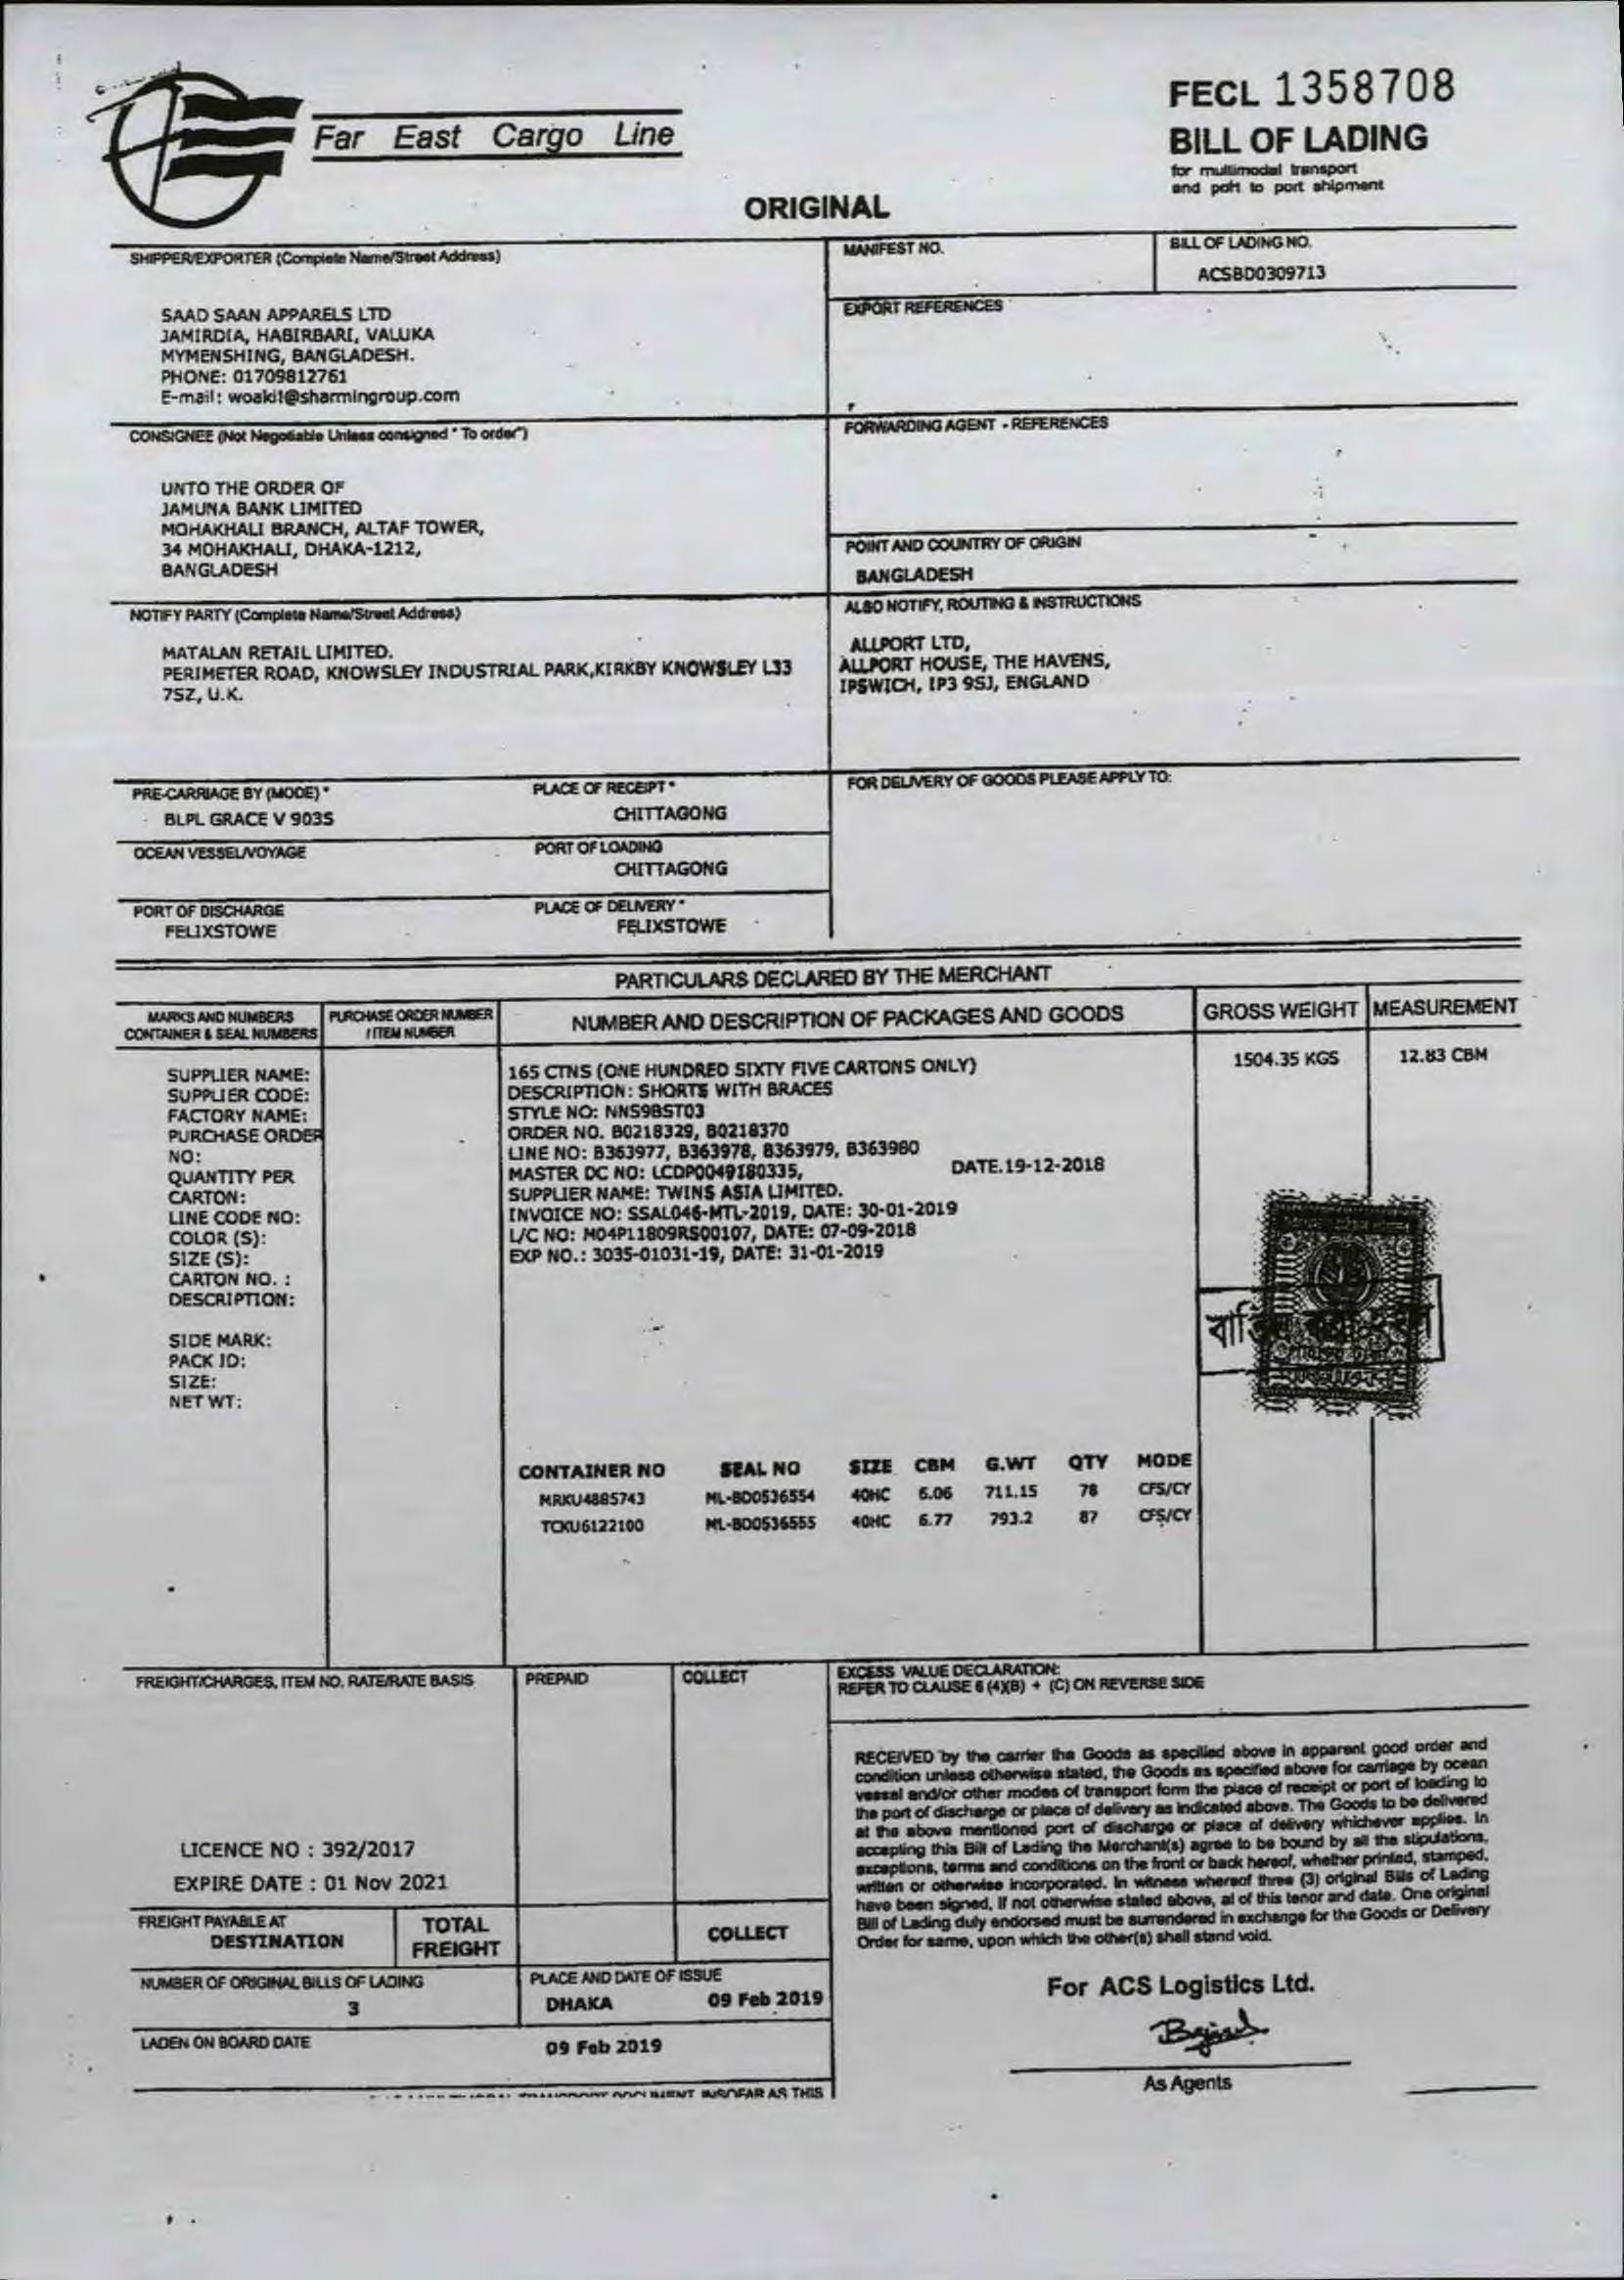 FECL 1358708
BILL OF LADING
for multimodal transport
and port to port shipment
Far East Cargo Line
ORIGINAL
SHIPPER/EXPORTER (Complete Name/Street Address)
SAAD SAAN APPARELS LTD
JAMIRDIA, HABIRBARI, VALUKA
MYMENSHING, BANGLADESH.
PHONE: 01709812761
E-mail: woakil@sharmingroup.com
MANIFEST NO.
BILL OF LADING NO.
ACSBD0309713
EXPORT REFERENCES
CONSIGNEE (Not Negotiable Unless consigned "To order")
UNTO THE ORDER OF
JAMUNA BANK LIMITED
MOHAKHALI BRANCH, ALTAF TOWER,
34 MOHAKHALI, DHAKA-1212,
BANGLADESH
FORWARDING AGENT - REFERENCES
POINT AND COUNTRY OF ORIGIN
BANGLADESH
NOTIFY PARTY (Complete Name/Street Address)
MATALAN RETAIL LIMITED.
PERIMETER ROAD, KNOWSLEY INDUSTRIAL PARK,KIRKBY KNOWSLEY L33
7SZ, U.K.
ALSO NOTIFY, ROUTING & INSTRUCTIONS
ALLPORT LTD,
ALLPORT HOUSE, THE HAVENS,
IPSWICH, IP3 9SJ, ENGLAND
PRE-CARRIAGE BY (MODE) *
BLPL GRACE V 903S
PLACE OF RECEIPT *
CHITTAGONG
FOR DELIVERY OF GOODS PLEASE APPLY TO:
OCEAN VESSEL/VOYAGE
PORT OF LOADING
CHITTAGONG
PORT OF DISCHARGE
FELIXSTOWE
PLACE OF DELIVERY *
FELIXSTOWE
PARTICULARS DECLARED BY THE MERCHANT
MARKS AND NUMBERS
CONTAINER & SEAL NUMBERS
PURCHASE ORDER NUMBER
/ ITEM NUMBER
NUMBER AND DESCRIPTION OF PACKAGES AND GOODS
GROSS WEIGHT
MEASUREMENT
SUPPLIER NAME:
SUPPLIER CODE:
FACTORY NAME:
PURCHASE ORDER
NO:
QUANTITY PER
CARTON:
LINE CODE NO:
COLOR (S):
SIZE (S):
CARTON NO. :
DESCRIPTION:
SIDE MARK:
PACK ID:
SIZE:
NET WT:
165 CTNS (ONE HUNDRED SIXTY FIVE CARTONS ONLY)
DESCRIPTION: SHORTS WITH BRACES
STYLE NO: NNS9BST03
ORDER NO. B0218329, B0218370
LINE NO: B363977, B363978, B363979, B363980
MASTER DC NO: LCDP0049180335, DATE.19-12-2018
SUPPLIER NAME: TWINS ASIA LIMITED.
INVOICE NO: SSAL046-MTL-2019, DATE: 30-01-2019
L/C NO: M04P11809RS00107, DATE: 07-09-2018
EXP NO.: 3035-01031-19, DATE: 31-01-2019
1504.35 KGS
12.83 CBM
CONTAINER NO SEAL NO SIZE CBM G.WT QTY MODE
MRKU4885743 ML-BD0536554 40HC 6.06 711.15 78 CFS/CY
TCKU6122100 ML-BD0536555 40HC 6.77 793.2 87 CFS/CY
FREIGHT/CHARGES, ITEM NO. RATE/RATE BASIS
PREPAID
COLLECT
EXCESS VALUE DECLARATION:
REFER TO CLAUSE 6 (4)(B) + (C) ON REVERSE SIDE
LICENCE NO : 392/2017
EXPIRE DATE : 01 Nov 2021
RECEIVED by the carrier the Goods as specified above in apparent good order and
condition unless otherwise stated, the Goods as specified above for carriage by ocean
vessel and/or other modes of transport form the place of receipt or port of loading to
the port of discharge or place of delivery as indicated above. The Goods to be delivered
at the above mentioned port of discharge or place of delivery whichever applies. In
accepting this Bill of Lading the Merchant(s) agree to be bound by all the stipulations,
exceptions, terms and conditions on the front or back hereof, whether printed, stamped,
written or otherwise incorporated. In witness whereof three (3) original Bills of Lading
have been signed, if not otherwise stated above, al of this tenor and date. One original
Bill of Lading duly endorsed must be surrendered in exchange for the Goods or Delivery
Order for same, upon which the other(s) shall stand void.
FREIGHT PAYABLE AT
DESTINATION
TOTAL
FREIGHT
COLLECT
NUMBER OF ORIGINAL BILLS OF LADING
3
PLACE AND DATE OF ISSUE
DHAKA 09 Feb 2019
LADEN ON BOARD DATE
09 Feb 2019
For ACS Logistics Ltd.
As Agents
TRANSPORT DOCUMENT INSOFAR AS THIS